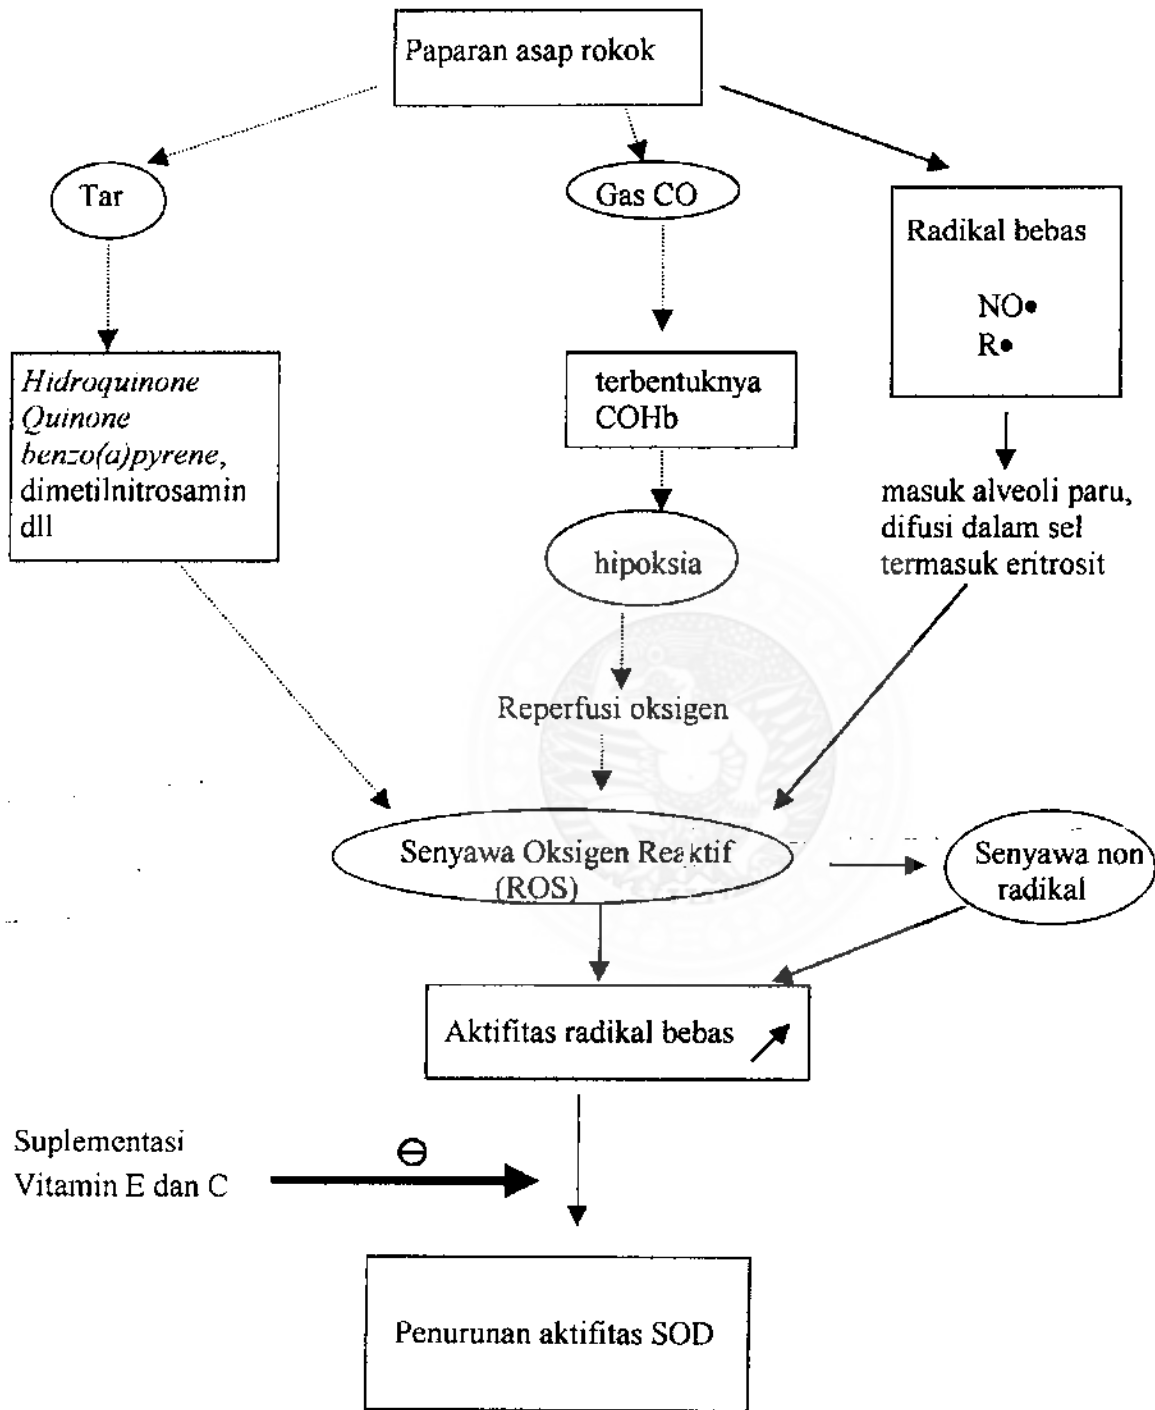 Paparan asap rokok
Tar
Gas CO
Radikal bebas
NO•
R•
Hidroquinone
Quinone
benzo(a)pyrene,
dimetilnitrosamin
dll
terbentuknya
COHb
masuk alveoli paru,
difusi dalam sel
termasuk eritrosit
hipoksia
Reperfusi oksigen
Senyawa Oksigen Reaktif
(ROS)
Senyawa non
radikal
Aktifitas radikal bebas
Suplementasi
Vitamin E dan C
⊖
Penurunan aktifitas SOD